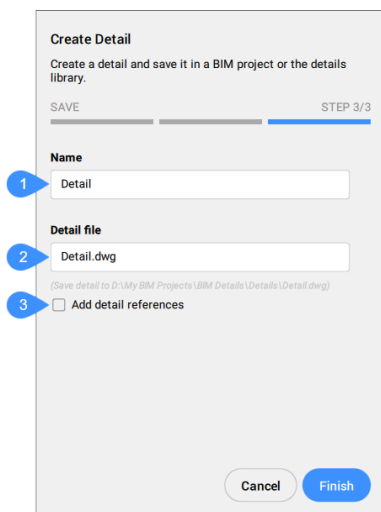 Create Detail
Create a detail and save it in a BIM project or the details
library.
SAVE STEP 3/3
Name
1 Detail
Detail file
2 Detail.dwg
(Save detail to D:\My BIM Projects\BIM Details\Details\Detail.dwg)
3 Add detail references
Cancel Finish